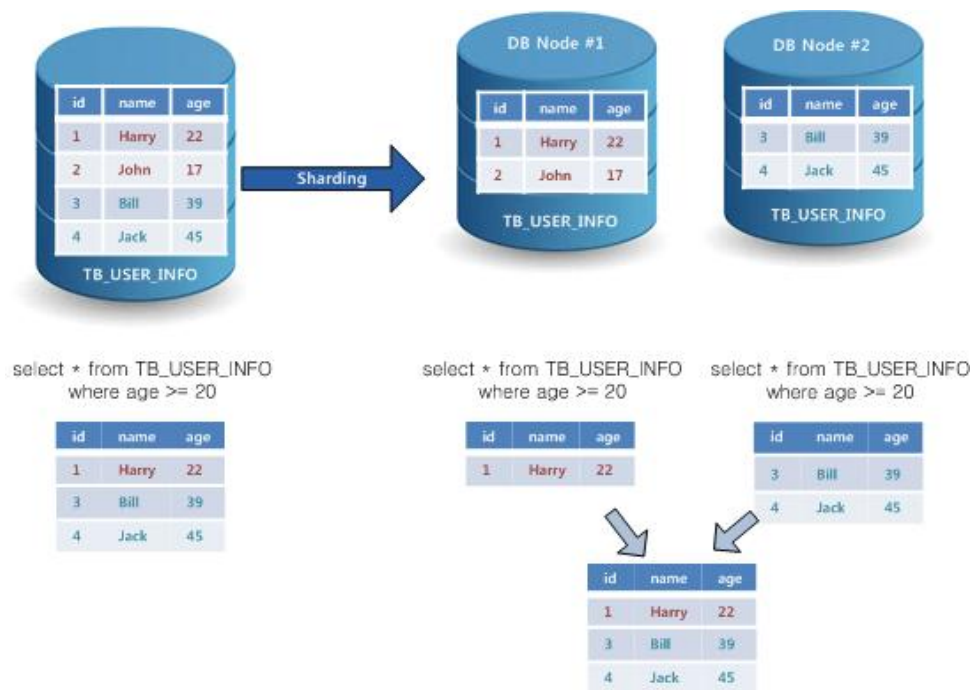 id name age
1 Harry 22
2 John 17
3 Bill 39
4 Jack 45
TB_USER_INFO
Sharding
DB Node #1
id name age
1 Harry 22
2 John 17
TB_USER_INFO
DB Node #2
id name age
3 Bill 39
4 Jack 45
TB_USER_INFO
select * from TB_USER_INFO
where age >= 20
id name age
1 Harry 22
3 Bill 39
4 Jack 45
select * from TB_USER_INFO
where age >= 20
id name age
1 Harry 22
select * from TB_USER_INFO
where age >= 20
id name age
3 Bill 39
4 Jack 45
id name age
1 Harry 22
3 Bill 39
4 Jack 45